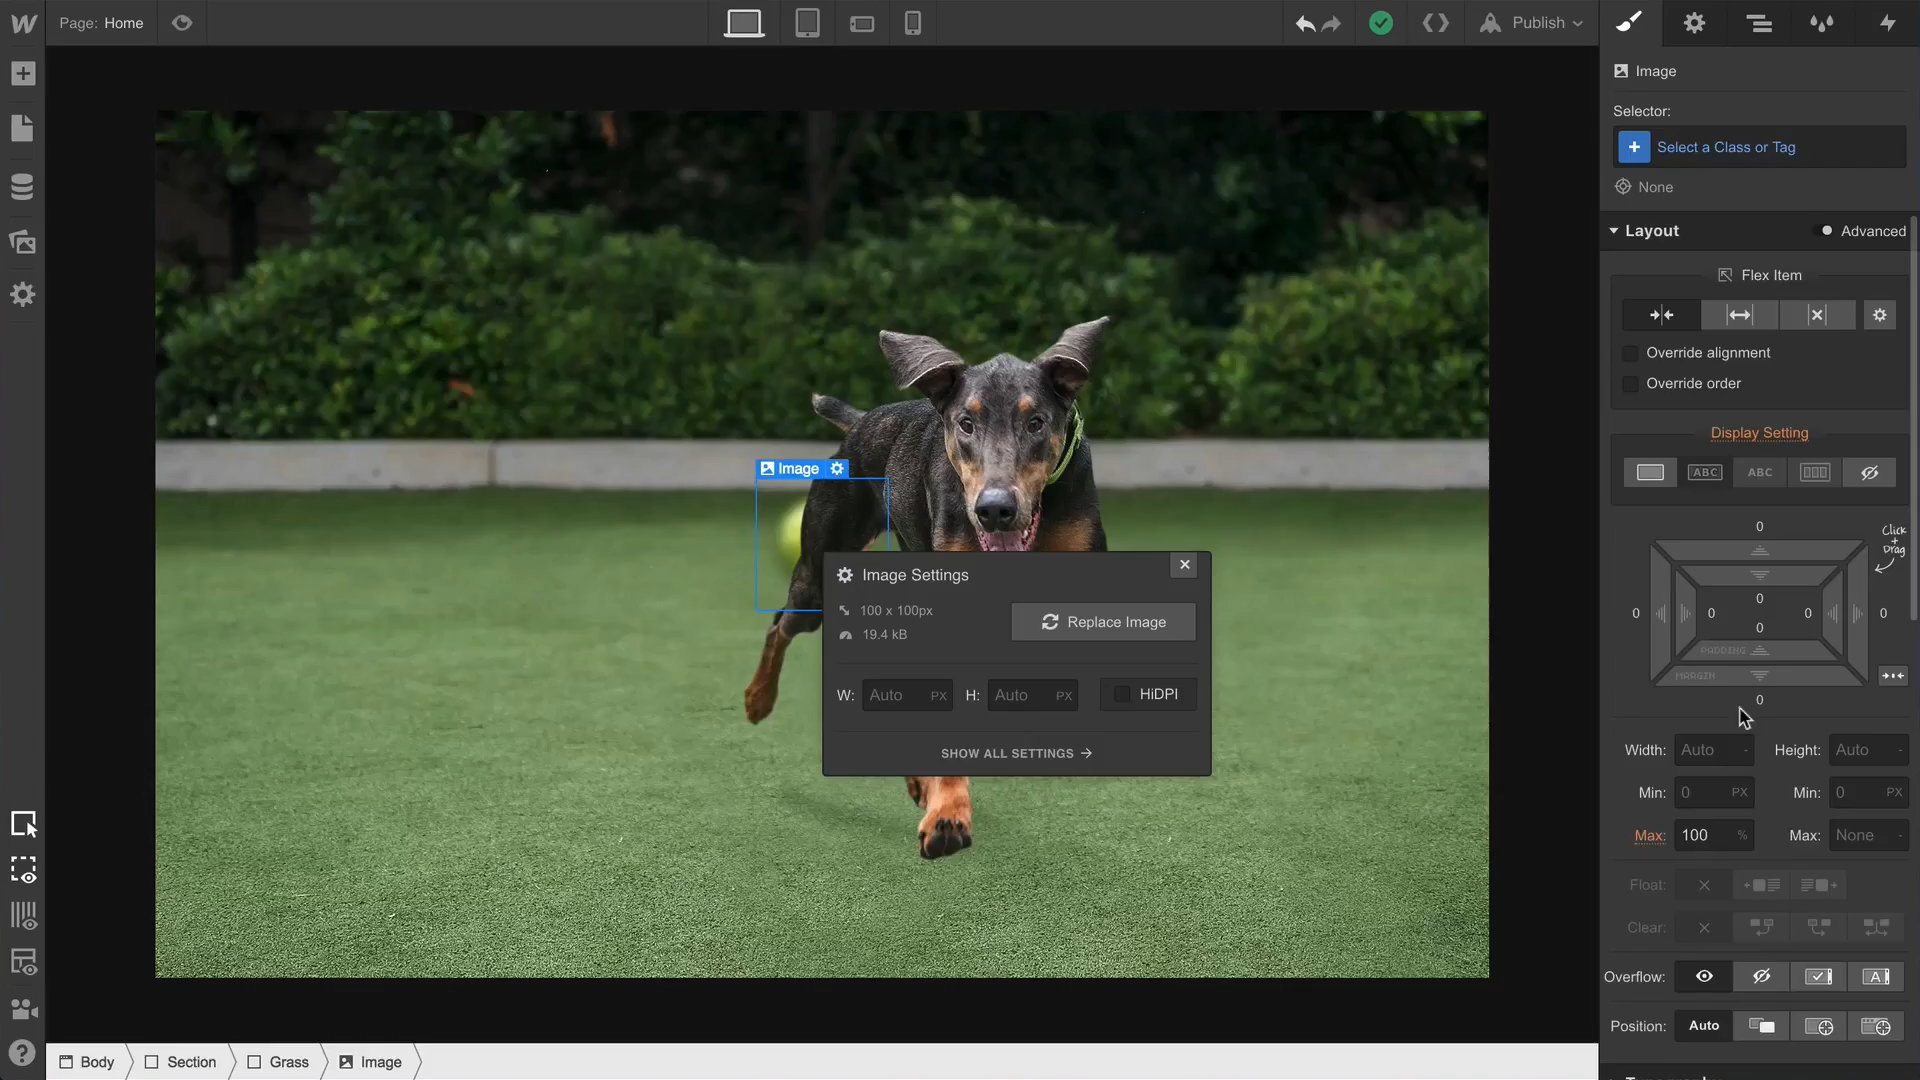 Page: Home
Publish
Image
Selector:
+ Select a Class or Tag
None
Layout
Advanced
Flex Item
Override alignment
Override order
Display Setting
ABC
ABC
0
Click
+
Drag
0
0
0
0
0
0
PADDING
MARGIN
0
Width: Auto - Height: Auto -
Min: 0 PX Min: 0 PX
Max: 100 % Max: None -
Float:
Clear:
Overflow:
Position: Auto
Image
Image Settings
100 x 100px
19.4 kB
Replace Image
W: Auto PX H: Auto PX HiDPI
SHOW ALL SETTINGS →
Body Section Grass Image